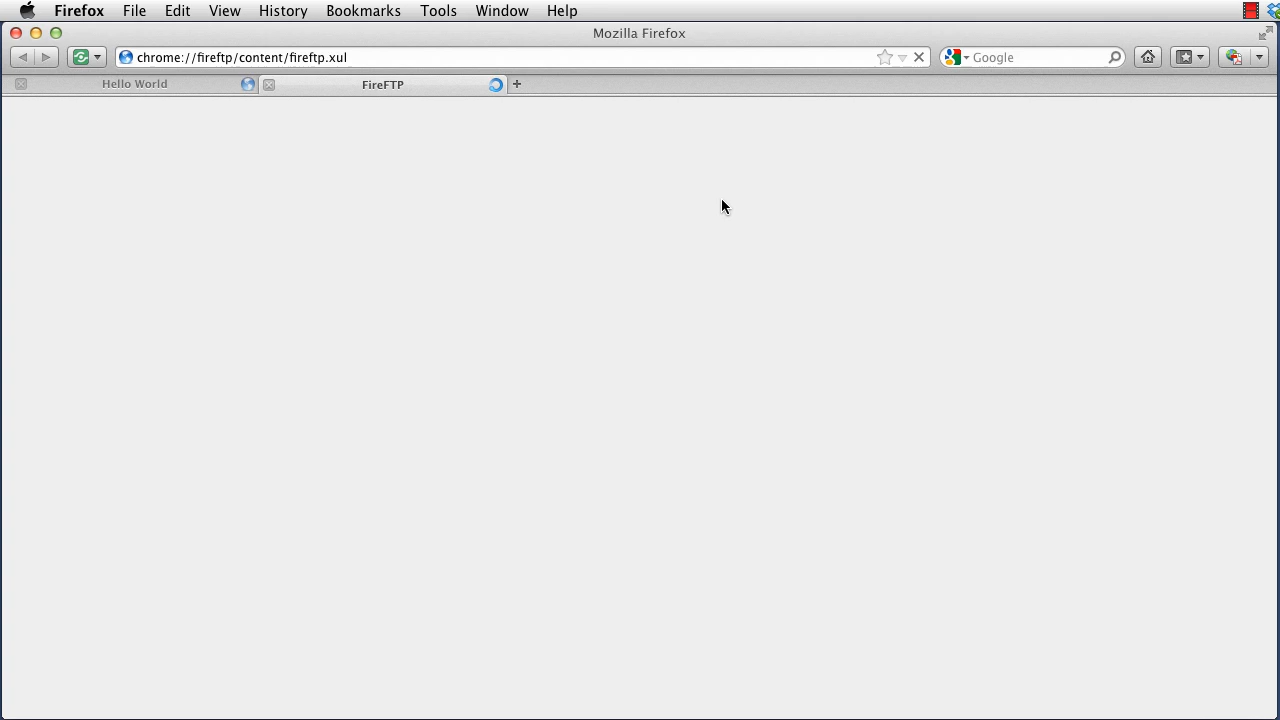 Firefox File Edit View History Bookmarks Tools Window Help
Mozilla Firefox
chrome://fireftp/content/fireftp.xul Google
Hello World FireFTP +